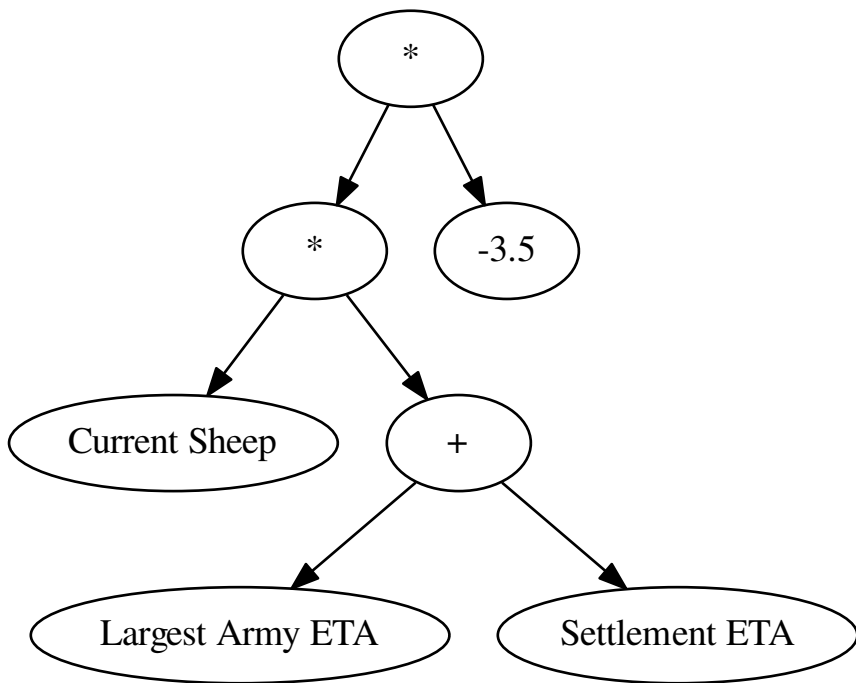 *
*
-3.5
Current Sheep
+
Largest Army ETA
Settlement ETA